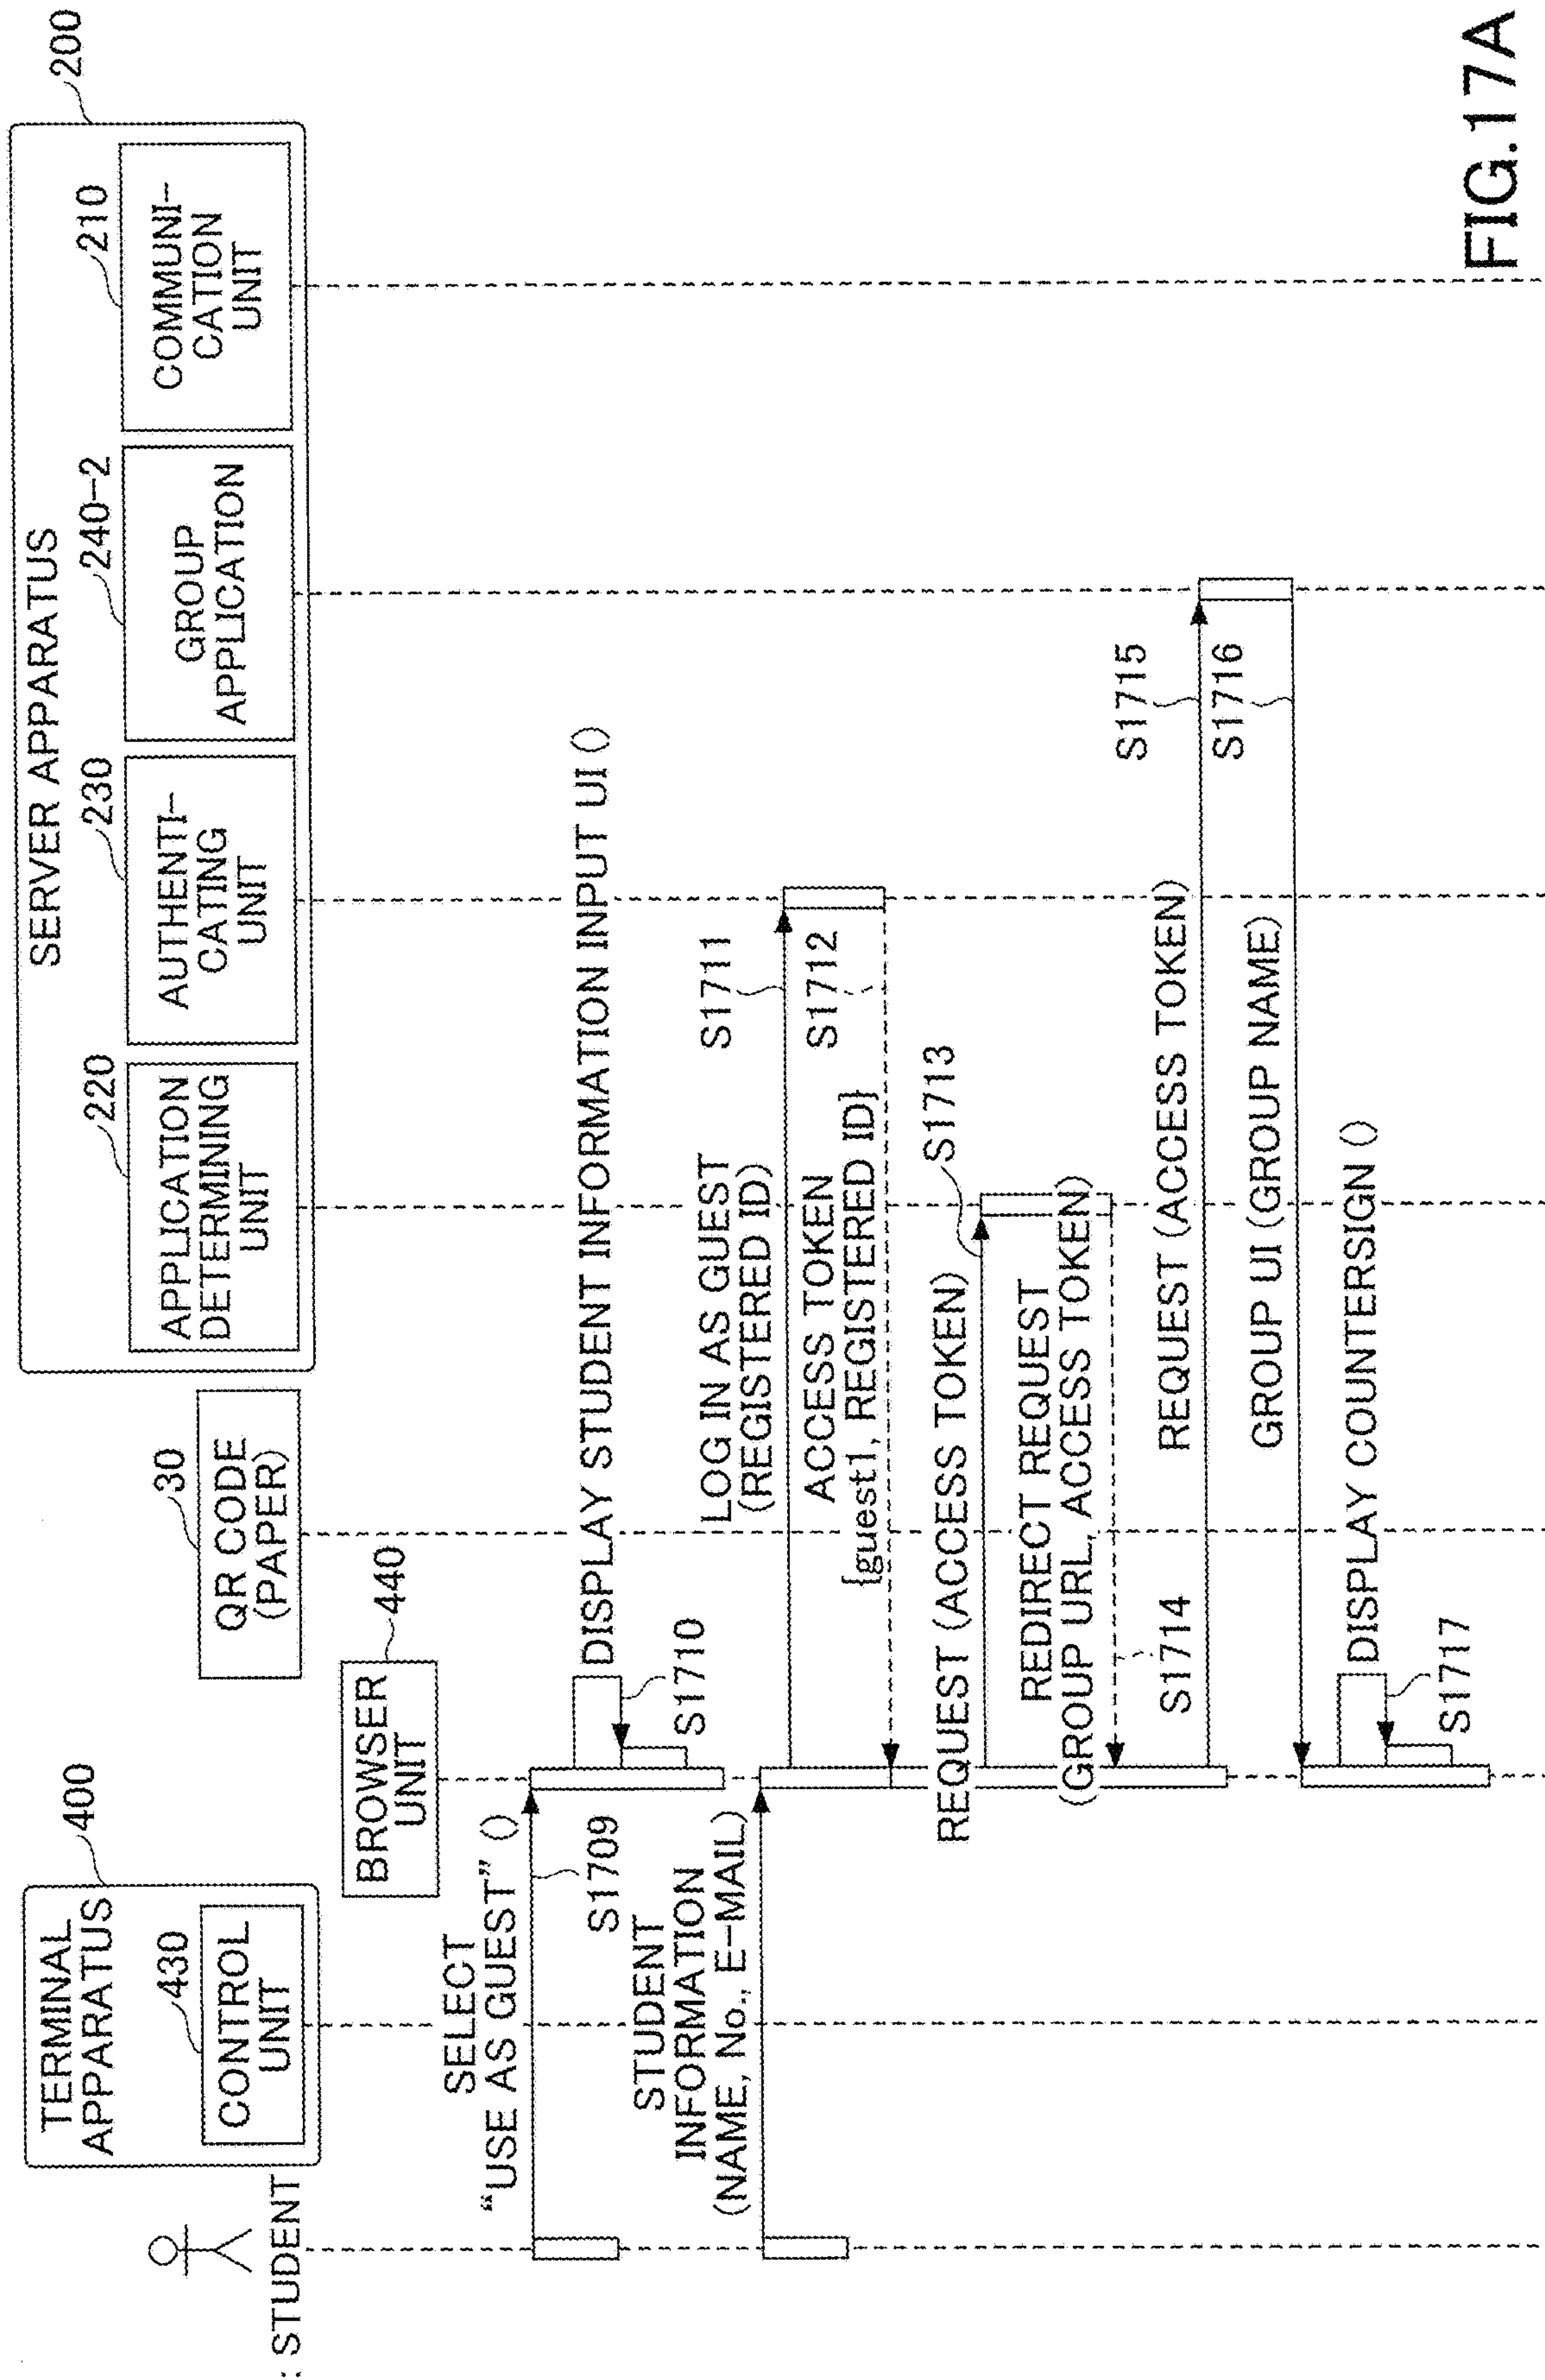 : STUDENT
TERMINAL
APPARATUS
400
430
CONTROL
UNIT
BROWSER
UNIT
440
30
QR CODE
(PAPER)
SERVER APPARATUS
200
220
APPLICATION
DETERMINING
UNIT
230
AUTHENTI-
CATING
UNIT
240-2
GROUP
APPLICATION
210
COMMUNI-
CATION
UNIT
SELECT
“USE AS GUEST” ()
S1709
DISPLAY STUDENT INFORMATION INPUT UI ()
S1710
STUDENT
INFORMATION
(NAME, No., E-MAIL)
LOG IN AS GUEST
(REGISTERED ID)
S1711
ACCESS TOKEN
{guest1, REGISTERED ID}
S1712
REQUEST (ACCESS TOKEN)
S1713
REDIRECT REQUEST
(GROUP URL, ACCESS TOKEN)
S1714
REQUEST (ACCESS TOKEN)
S1715
GROUP UI (GROUP NAME)
S1716
DISPLAY COUNTERSIGN ()
S1717
FIG.17A